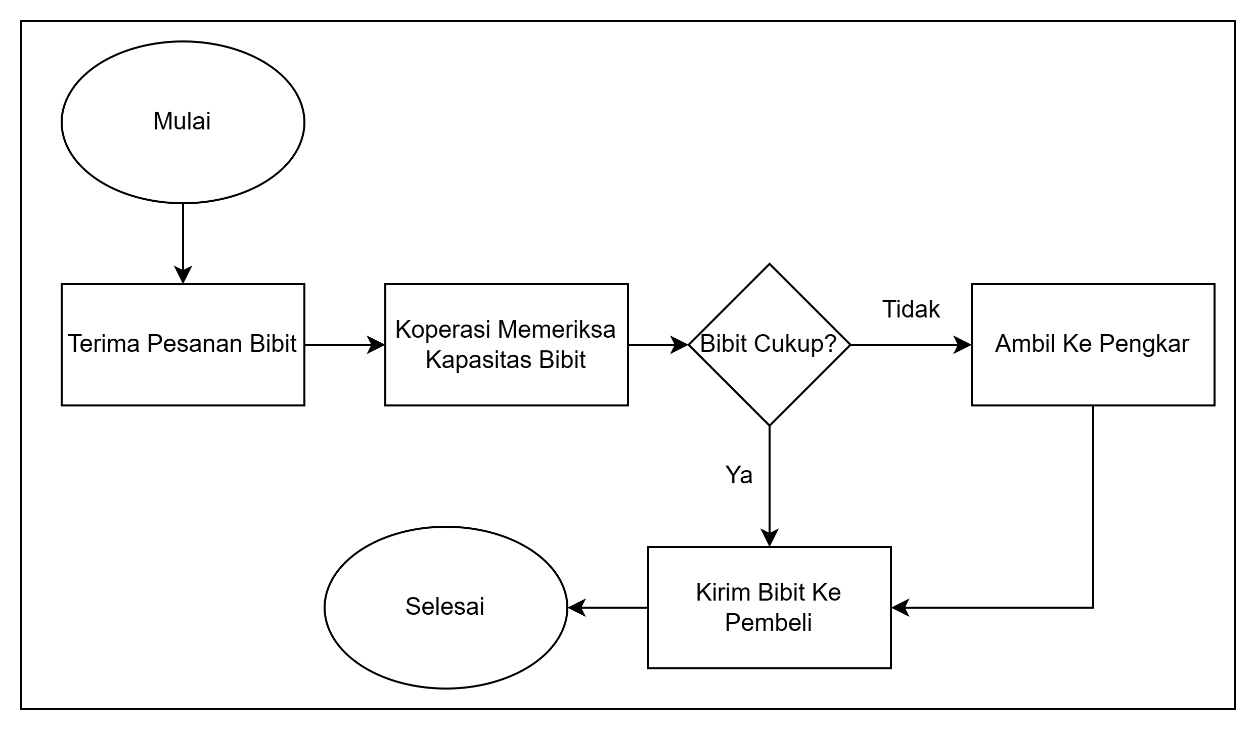 Mulai
Terima Pesanan Bibit
Koperasi Memeriksa
Kapasitas Bibit
Bibit Cukup?
Tidak
Ambil Ke Pengkar
Ya
Kirim Bibit Ke
Pembeli
Selesai